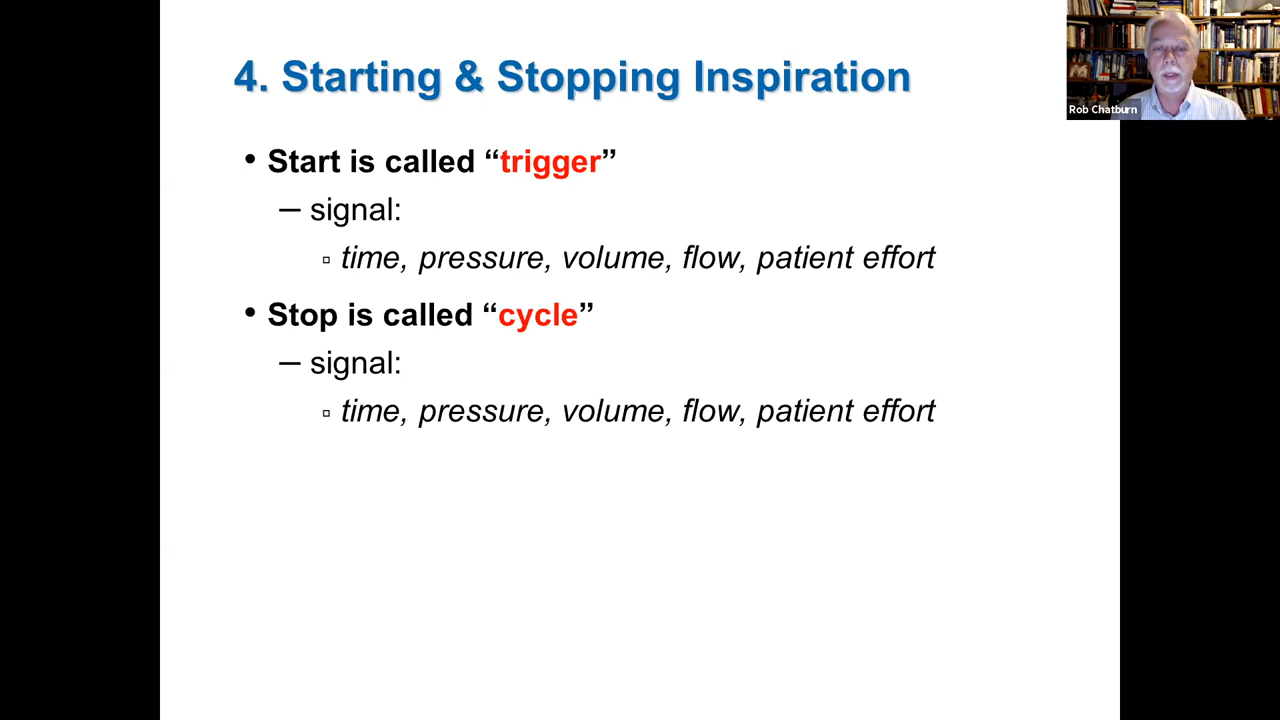 4. Starting & Stopping Inspiration
Rob Chatburn
• Start is called “trigger”
– signal:
▫ time, pressure, volume, flow, patient effort
• Stop is called “cycle”
– signal:
▫ time, pressure, volume, flow, patient effort